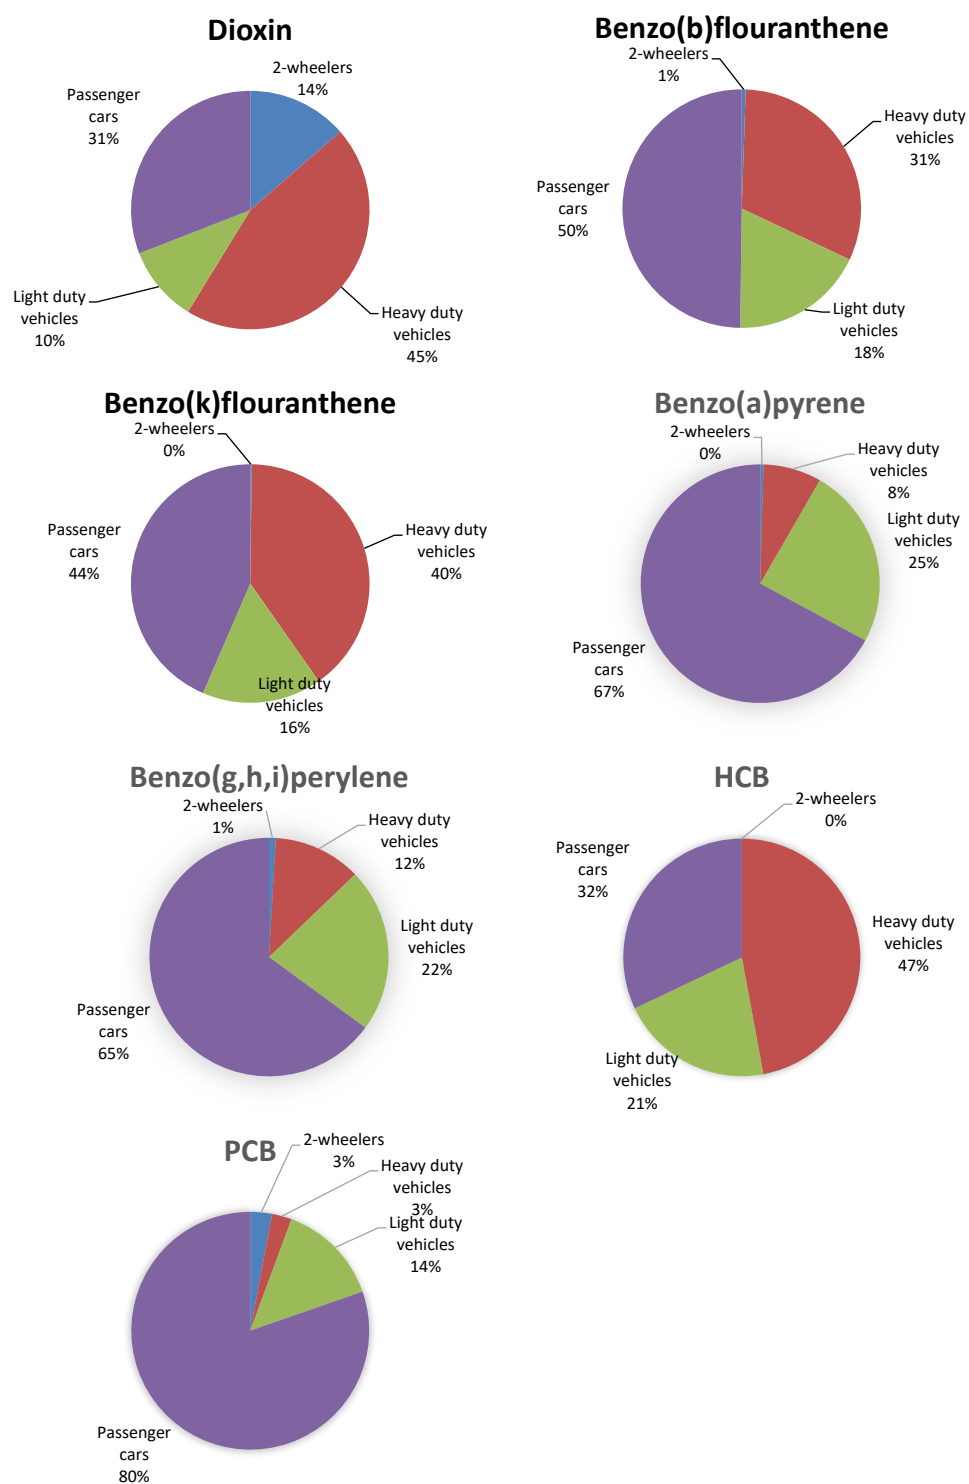 Dioxin
2-wheelers
14%
Passenger
cars
31%
Light duty
vehicles
10%
Heavy duty
vehicles
45%
Benzo(b)flouranthene
2-wheelers
1%
Heavy duty
vehicles
31%
Passenger
cars
50%
Light duty
vehicles
18%
Benzo(k)flouranthene
2-wheelers
0%
Passenger
cars
44%
Heavy duty
vehicles
40%
Light duty
vehicles
16%
Benzo(a)pyrene
2-wheelers
0%
Heavy duty
vehicles
8%
Light duty
vehicles
25%
Passenger
cars
67%
Benzo(g,h,i)perylene
2-wheelers
1%
Heavy duty
vehicles
12%
Light duty
vehicles
22%
Passenger
cars
65%
HCB
2-wheelers
0%
Passenger
cars
32%
Heavy duty
vehicles
47%
Light duty
vehicles
21%
PCB
2-wheelers
3%
Heavy duty
vehicles
3%
Light duty
vehicles
14%
Passenger
cars
80%